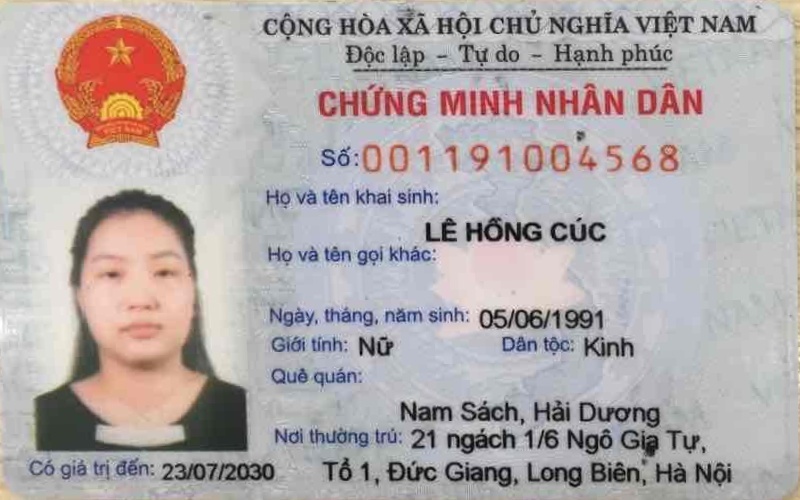 CỘNG HÒA XÃ HỘI CHỦ NGHĨA VIỆT NAM
Độc lập - Tự do - Hạnh phúc
CHỨNG MINH NHÂN DÂN
Số: 001191004568
Họ và tên khai sinh:
LÊ HỒNG CÚC
Họ và tên gọi khác:
Ngày, tháng, năm sinh: 05/06/1991
Giới tính: Nữ Dân tộc: Kinh
Quê quán:
Nam Sách, Hải Dương
Nơi thường trú: 21 ngách 1/6 Ngô Gia Tự,
Có giá trị đến: 23/07/2030 Tổ 1, Đức Giang, Long Biên, Hà Nội
VIỆT NAM